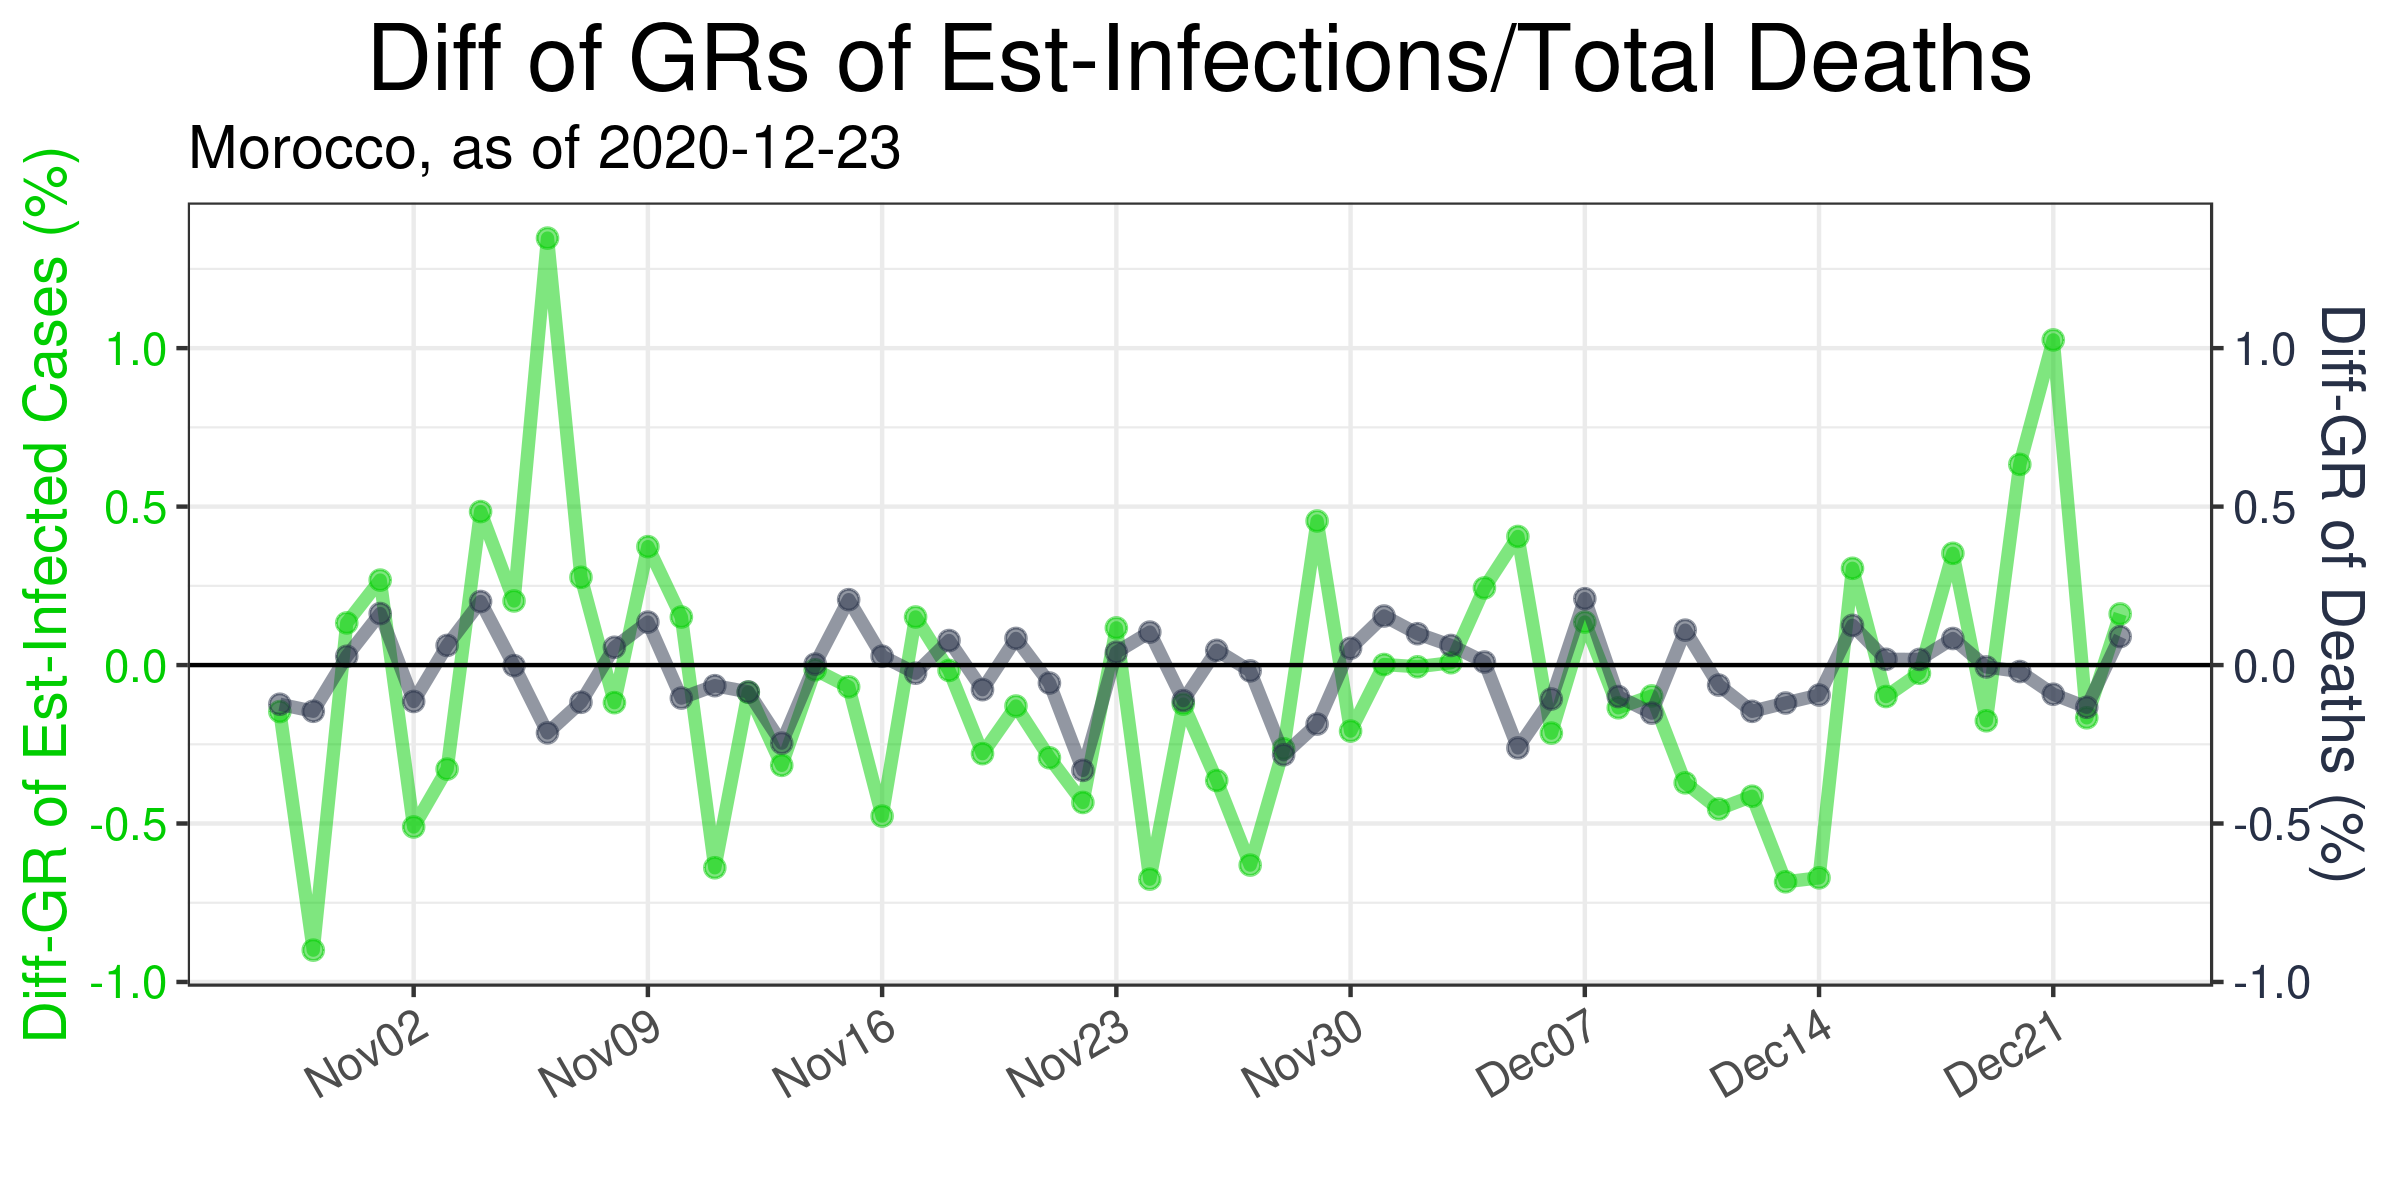 Diff of GRs of Est-Infections/Total Deaths
Morocco, as of 2020-12-23
Diff-GR of Est-Infected Cases (%)
1.0
0.5
0.0
-0.5
-1.0
1.0
0.5
0.0
-0.5
-1.0
Diff-GR of Deaths (%)
Nov02
Nov09
Nov16
Nov23
Nov30
Dec07
Dec14
Dec21